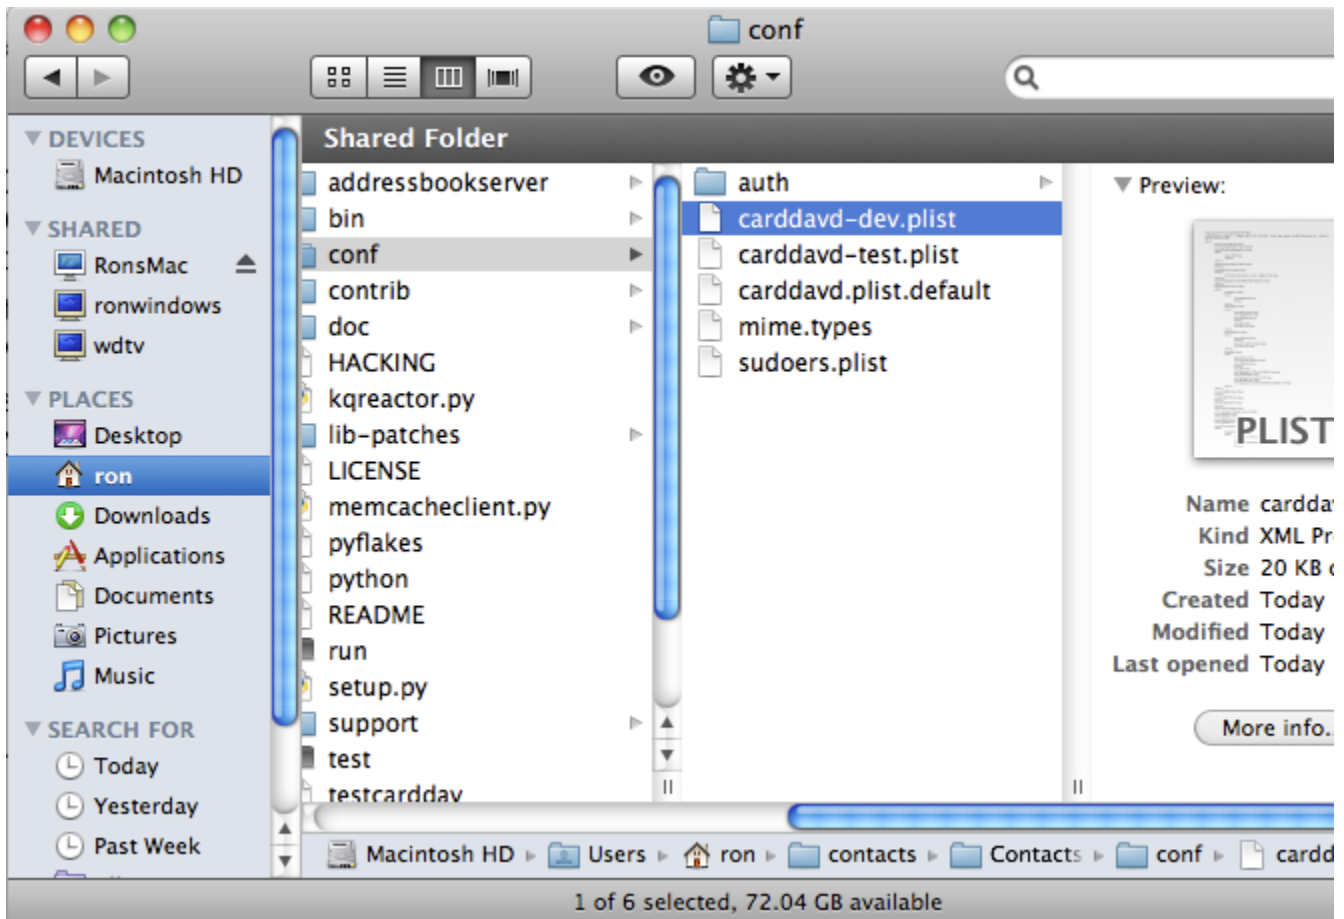 conf
DEVICES
Macintosh HD
SHARED
RonsMac
ronwindows
wdtv
PLACES
Desktop
ron
Downloads
Applications
Documents
Pictures
Music
SEARCH FOR
Today
Yesterday
Past Week
Shared Folder
addressbookserver
bin
conf
contrib
doc
HACKING
kqreactor.py
lib-patches
LICENSE
memcacheclient.py
pyflakes
python
README
run
setup.py
support
test
testcarddav
auth
carddavd-dev.plist
carddavd-test.plist
carddavd.plist.default
mime.types
sudoers.plist
Preview:
PLIST
Name cardda
Kind XML Pr
Size 20 KB
Created Today
Modified Today
Last opened Today
More info..
Macintosh HD Users ron contacts Contacts conf cardd
1 of 6 selected, 72.04 GB available